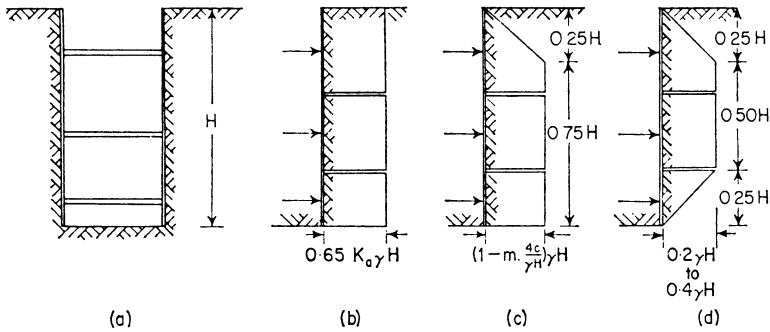 H
0·65 KaγH
(a)
(b)
0·25H
0·75H
(1–m. 4c/γH)γH
(c)
0·25H
0·50H
0·25H
0·2γH
to
0·4γH
(d)